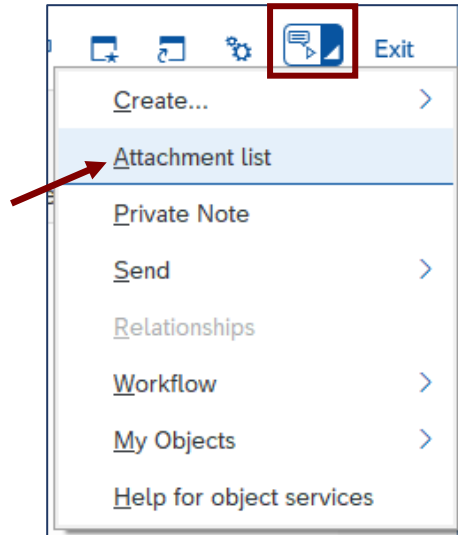 Exit
Create...
Attachment list
Private Note
Send
Relationships
Workflow
My Objects
Help for object services